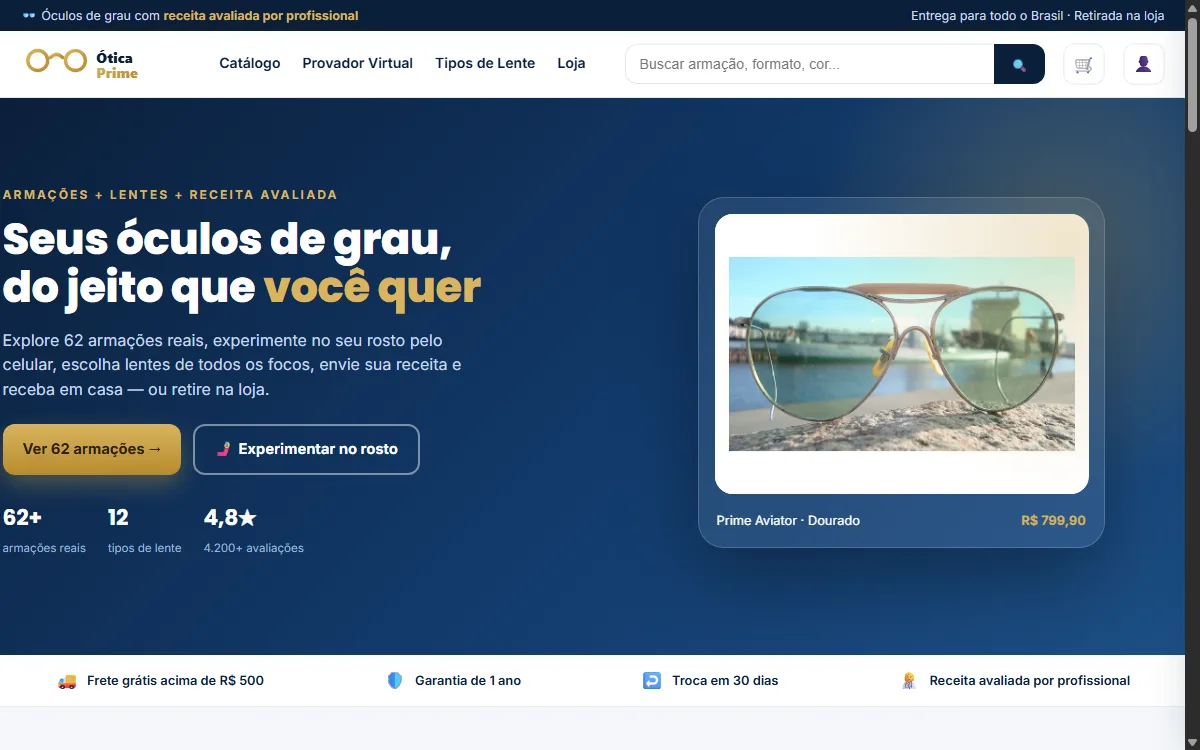 Óculos de grau com receita avaliada por profissional
Entrega para todo o Brasil · Retirada na loja
Ótica
Prime
Catálogo
Provador Virtual
Tipos de Lente
Loja
Buscar armação, formato, cor...
ARMAÇÕES + LENTES + RECEITA AVALIADA
Seus óculos de grau,
do jeito que você quer
Explore 62 armações reais, experimente no seu rosto pelo
celular, escolha lentes de todos os focos, envie sua receita e
receba em casa — ou retire na loja.
Ver 62 armações →
Experimentar no rosto
62+
12
4,8★
armações reais
tipos de lente
4.200+ avaliações
Prime Aviator · Dourado
R$ 799,90
Frete grátis acima de R$ 500
Garantia de 1 ano
Troca em 30 dias
Receita avaliada por profissional